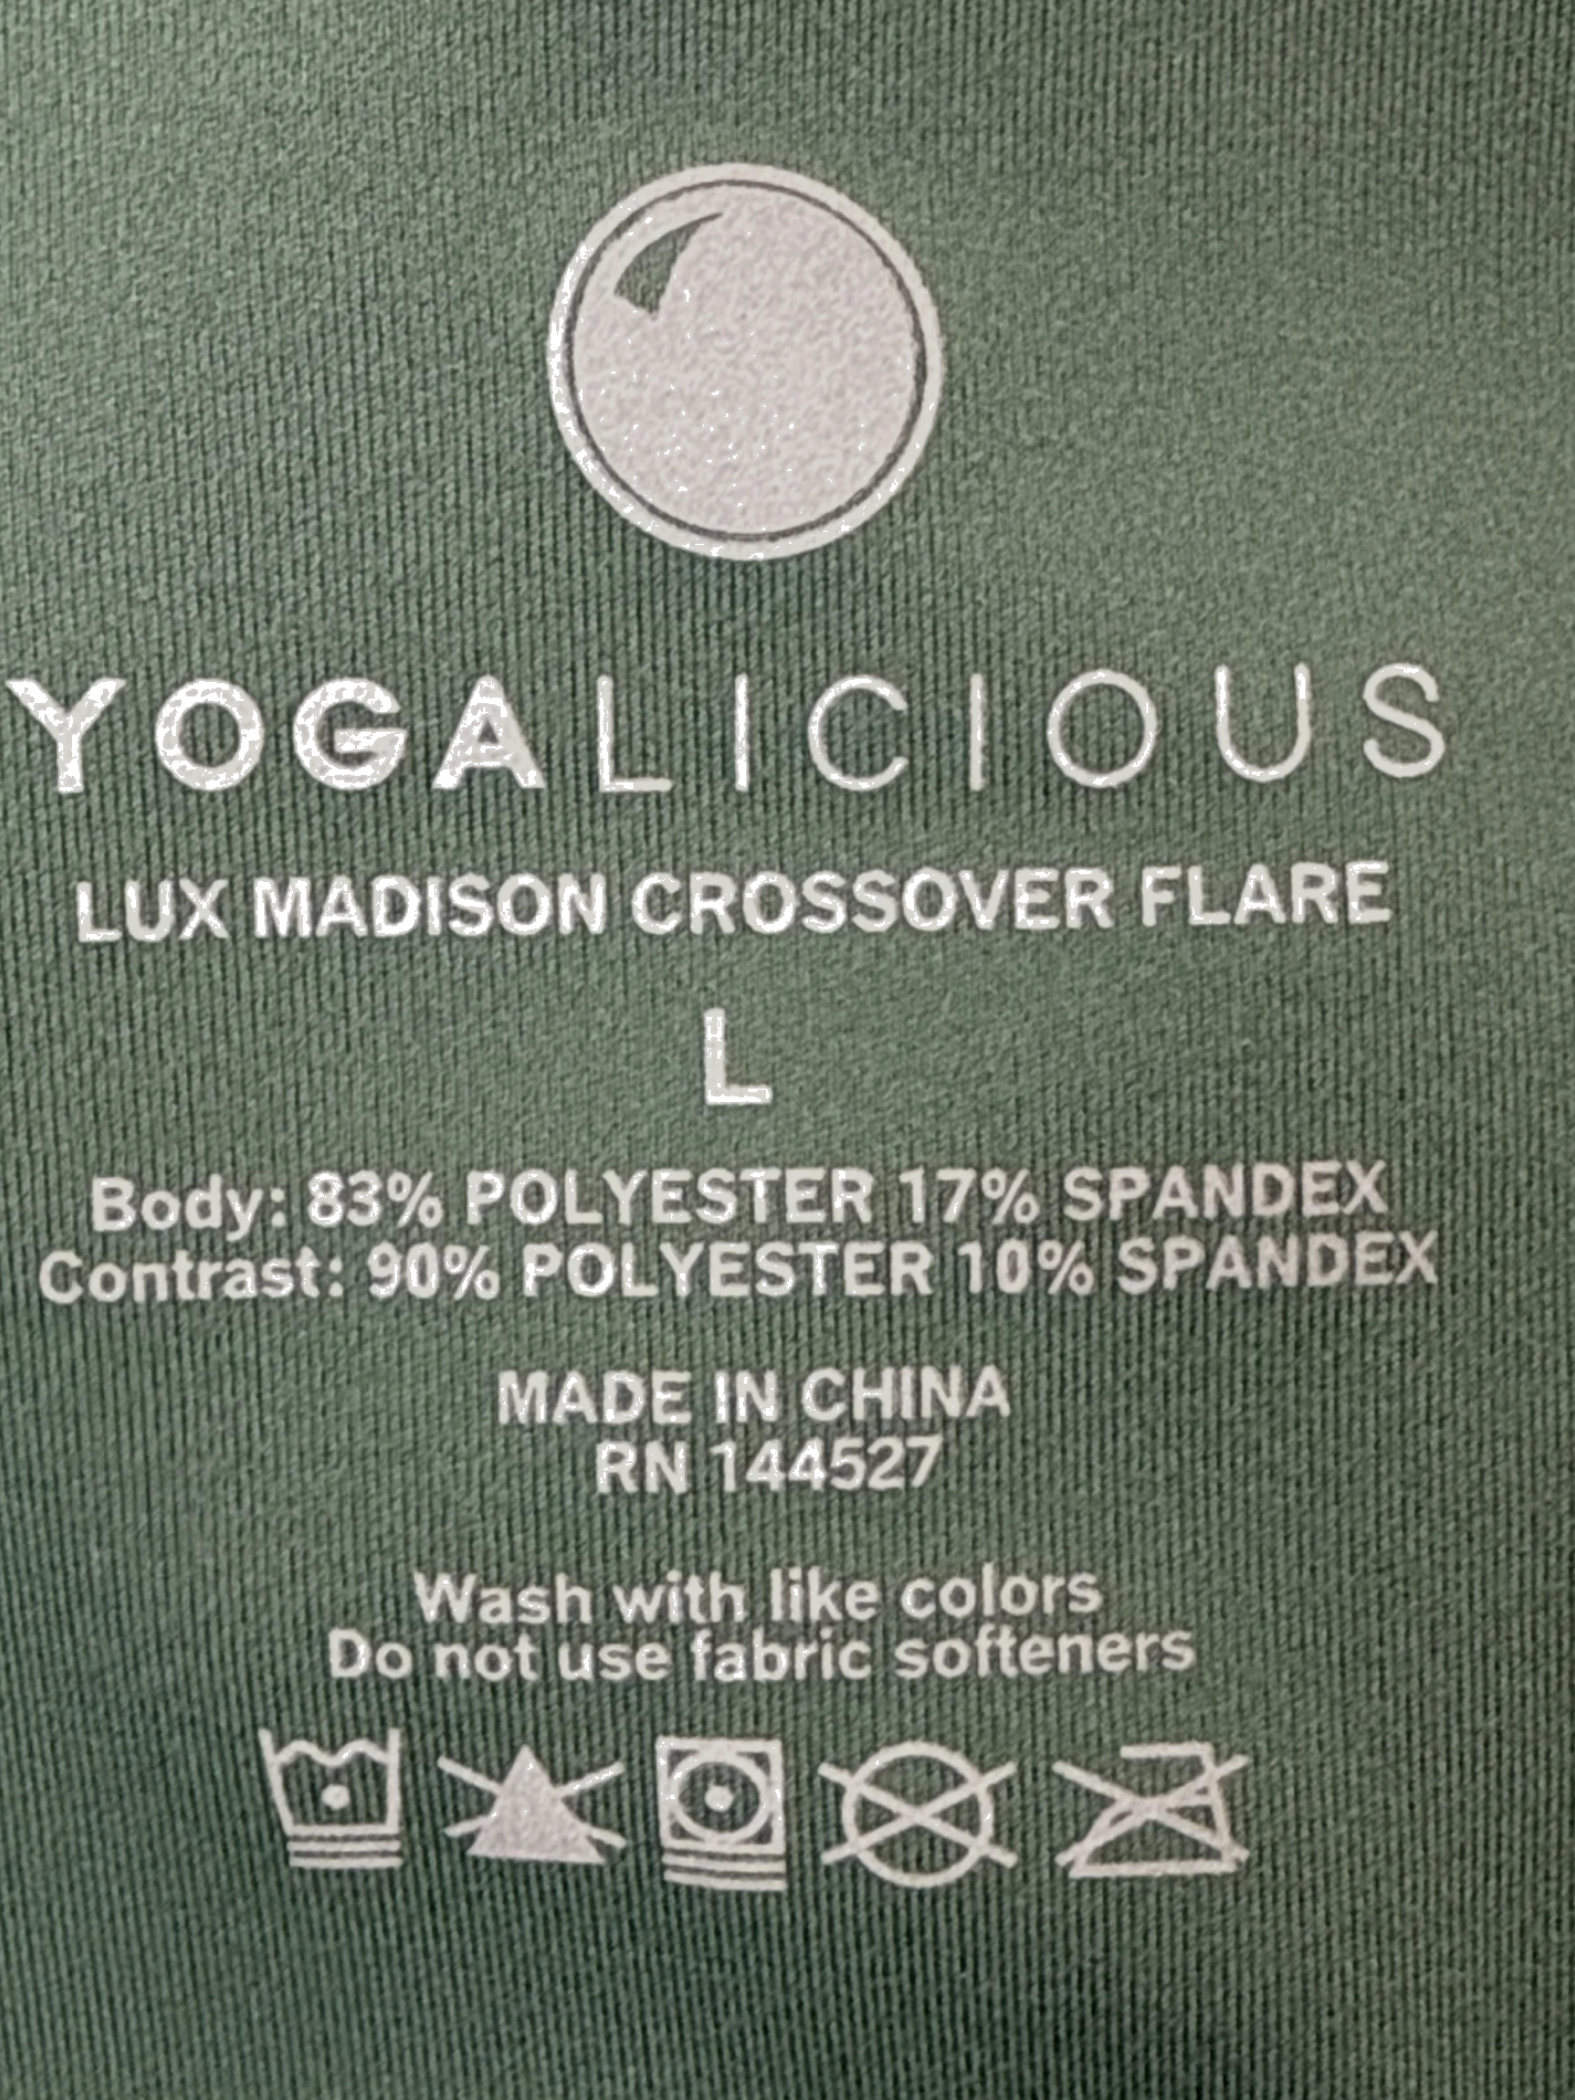 YOGALICIOUS
LUX MADISON CROSSOVER FLARE
L
Body: 83% POLYESTER 17% SPANDEX
Contrast: 90% POLYESTER 10% SPANDEX
MADE IN CHINA
RN 144527
Wash with like colors
Do not use fabric softeners